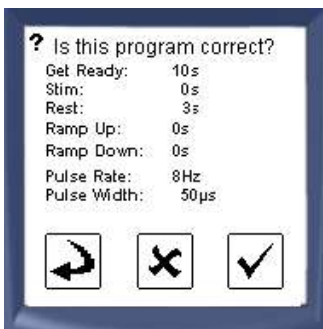 ? Is this program correct?
Get Ready: 10s
Stim: 0s
Rest: 3s
Ramp Up: 0s
Ramp Down: 0s
Pulse Rate: 8Hz
Pulse Width: 50µs